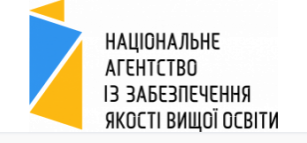 НАЦІОНАЛЬНЕ
АГЕНТСТВО
ІЗ ЗАБЕЗПЕЧЕННЯ
ЯКОСТІ ВИЩОЇ ОСВІТИ